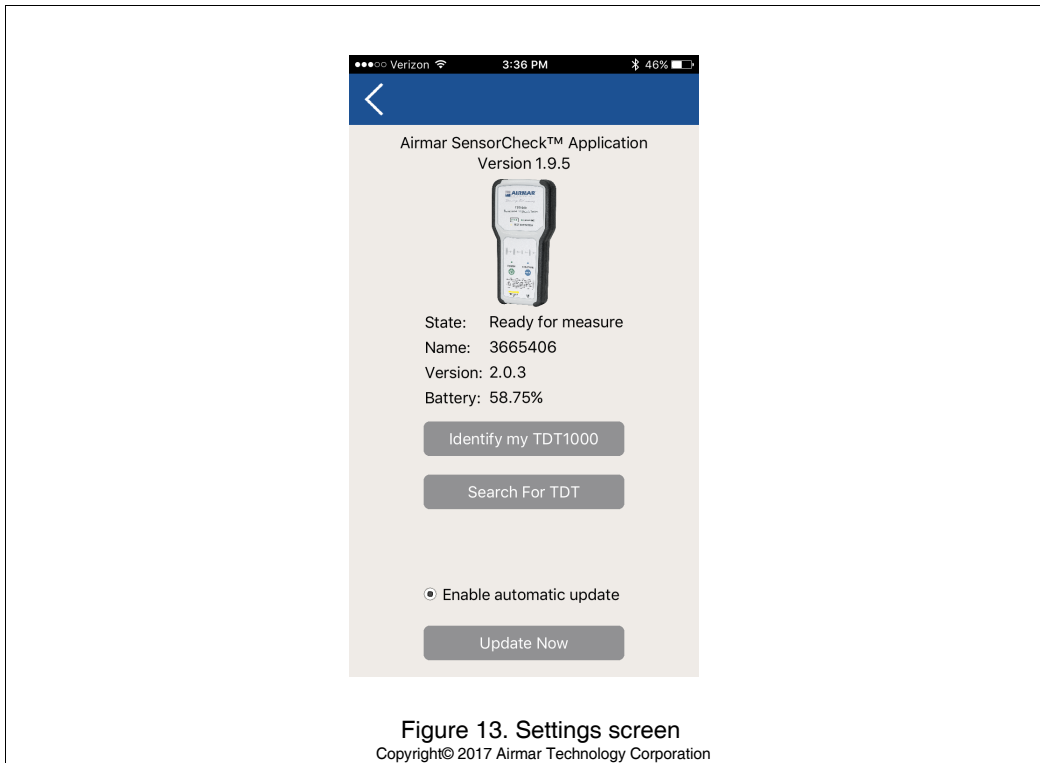 Verizon 3:36 PM 46%
Airmar SensorCheck™ Application
Version 1.9.5
AIRMAR
State: Ready for measure
Name: 3665406
Version: 2.0.3
Battery: 58.75%
Identify my TDT1000
Search For TDT
Enable automatic update
Update Now
Figure 13. Settings screen
Copyright© 2017 Airmar Technology Corporation